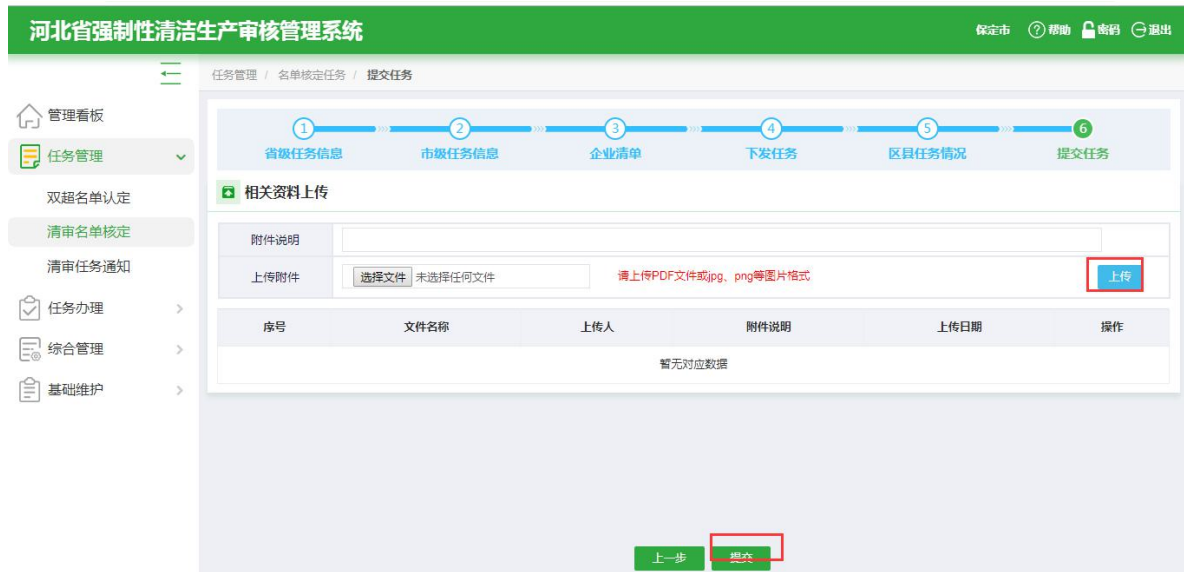 河北省强制性清洁生产审核管理系统
保定市 帮助 密码 退出
任务管理 / 名单核定任务 / 提交任务
管理看板
任务管理
双超名单认定
清审名单核定
清审任务通知
任务办理
综合管理
基础维护
1 2 3 4 5 6
省级任务信息 市级任务信息 企业清单 下发任务 区县任务情况 提交任务
相关资料上传
附件说明
上传附件 选择文件 未选择任何文件 请上传PDF文件或jpg、png等图片格式 上传
序号 文件名称 上传人 附件说明 上传日期 操作
暂无对应数据
上一步 提交